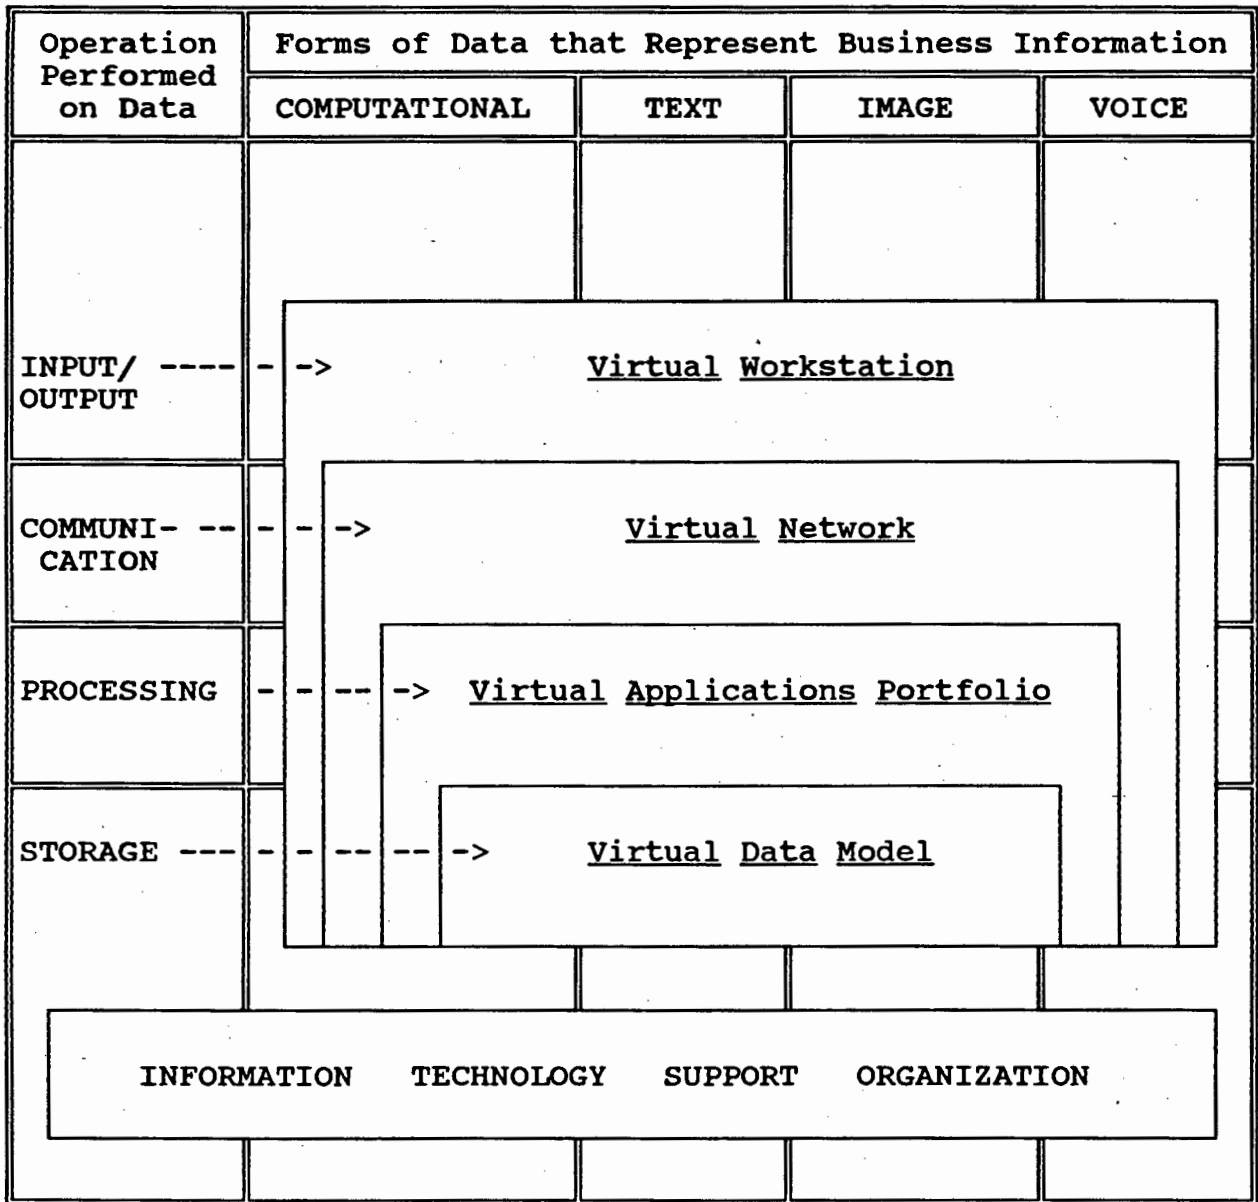 Operation
Performed
on Data
Forms of Data that Represent Business Information
COMPUTATIONAL TEXT IMAGE VOICE
INPUT/ ---- - -> Virtual Workstation
OUTPUT
COMMUNI- -- - - -> Virtual Network
CATION
PROCESSING - - -- -> Virtual Applications Portfolio
STORAGE --- - - -- -- -> Virtual Data Model
INFORMATION TECHNOLOGY SUPPORT ORGANIZATION